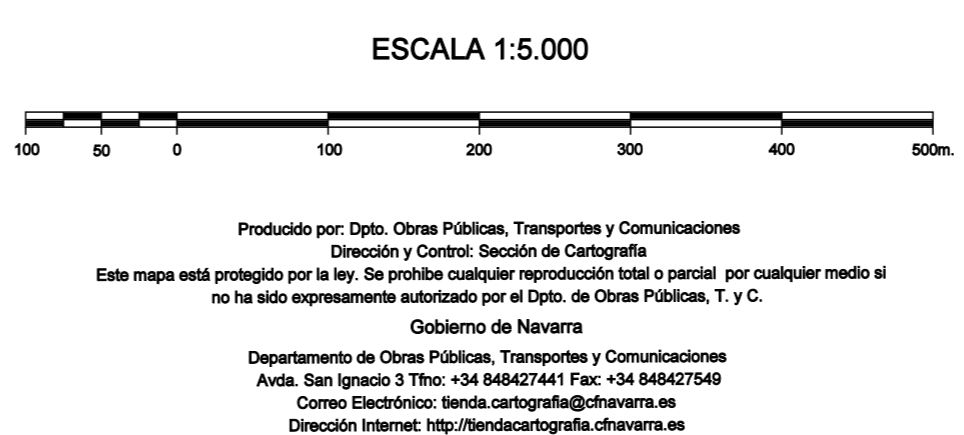 ESCALA 1:5.000
100 50 0 100 200 300 400 500m.
Producido por: Dpto. Obras Públicas, Transportes y Comunicaciones
Dirección y Control: Sección de Cartografía
Este mapa está protegido por la ley. Se prohibe cualquier reproducción total o parcial por cualquier medio si
no ha sido expresamente autorizado por el Dpto. de Obras Públicas, T. y C.
Gobierno de Navarra
Departamento de Obras Públicas, Transportes y Comunicaciones
Avda. San Ignacio 3 Tfno: +34 848427441 Fax: +34 848427549
Correo Electrónico: tienda.cartografia@cfnavarra.es
Dirección Internet: http://tiendacartografia.cfnavarra.es